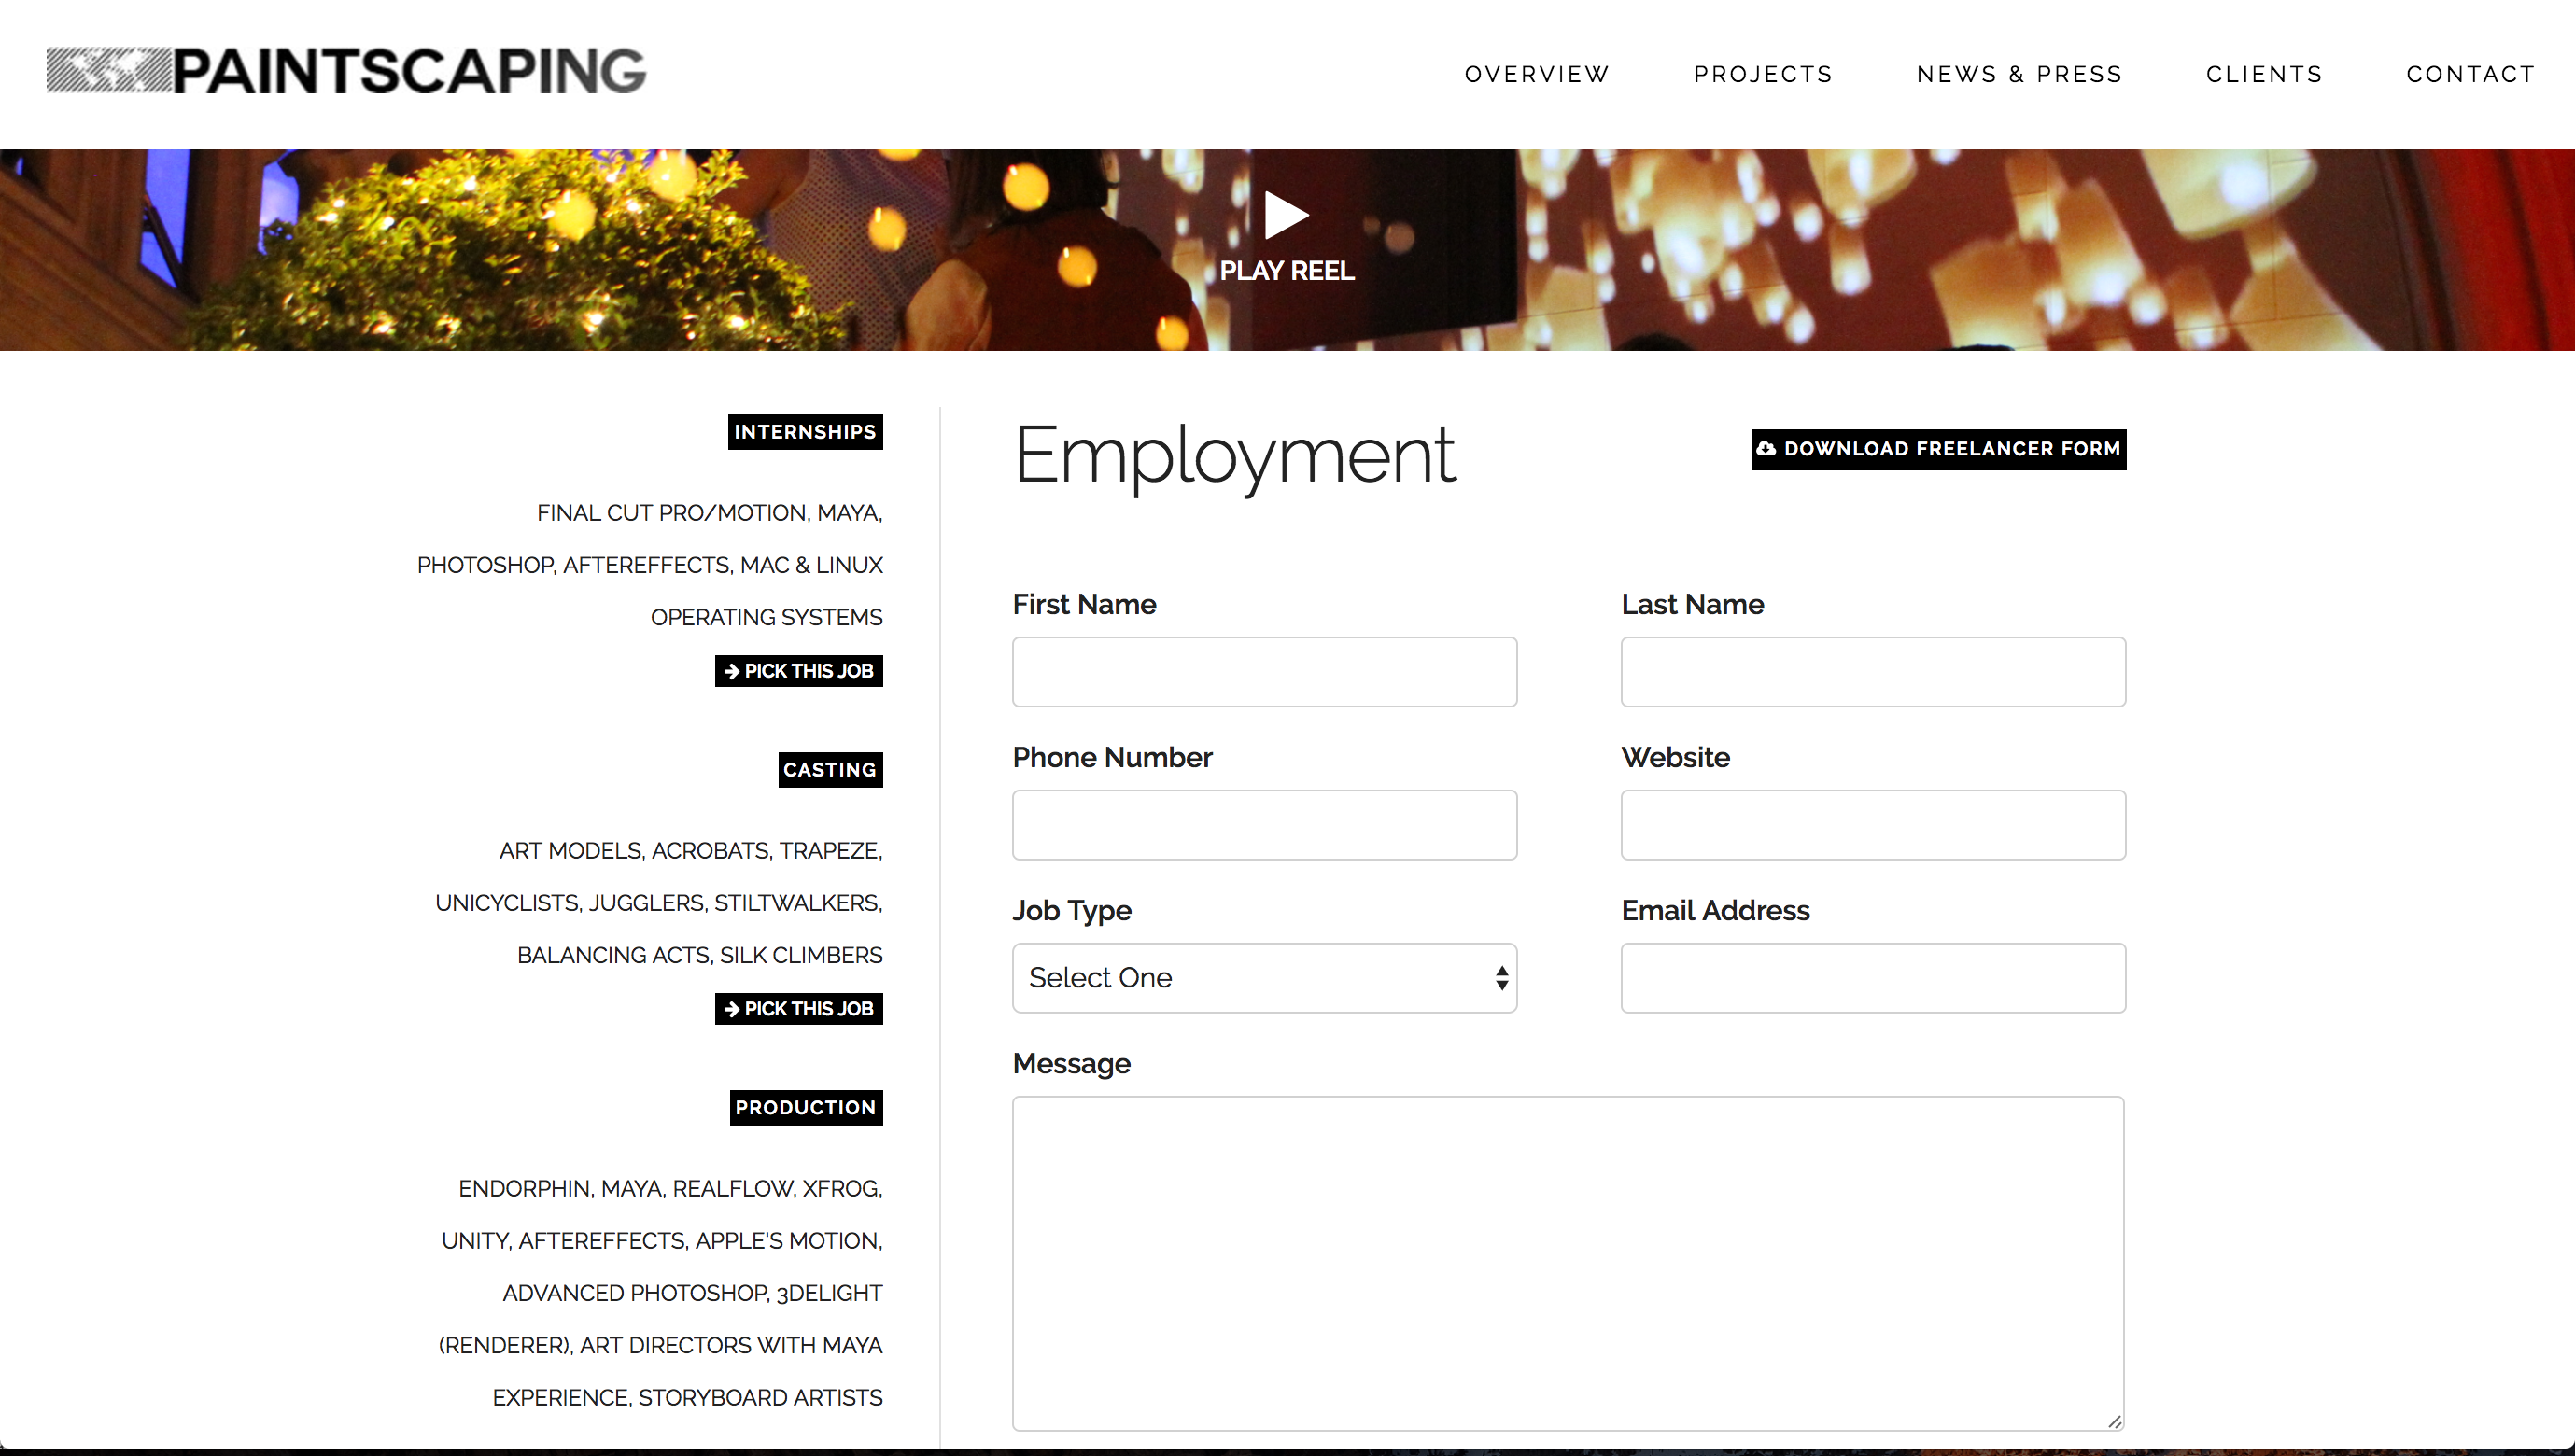 PAINTSCAPING
OVERVIEW PROJECTS NEWS & PRESS CLIENTS CONTACT
PLAY REEL
INTERNSHIPS
FINAL CUT PRO/MOTION, MAYA,
PHOTOSHOP, AFTEREFFECTS, MAC & LINUX
OPERATING SYSTEMS
PICK THIS JOB
CASTING
ART MODELS, ACROBATS, TRAPEZE,
UNICYCLISTS, JUGGLERS, STILTWALKERS,
BALANCING ACTS, SILK CLIMBERS
PICK THIS JOB
PRODUCTION
ENDORPHIN, MAYA, REALFLOW, XFROG,
UNITY, AFTEREFFECTS, APPLE'S MOTION,
ADVANCED PHOTOSHOP, 3DELIGHT
(RENDERER), ART DIRECTORS WITH MAYA
EXPERIENCE, STORYBOARD ARTISTS
Employment
DOWNLOAD FREELANCER FORM
First Name
Last Name
Phone Number
Website
Job Type
Select One
Email Address
Message